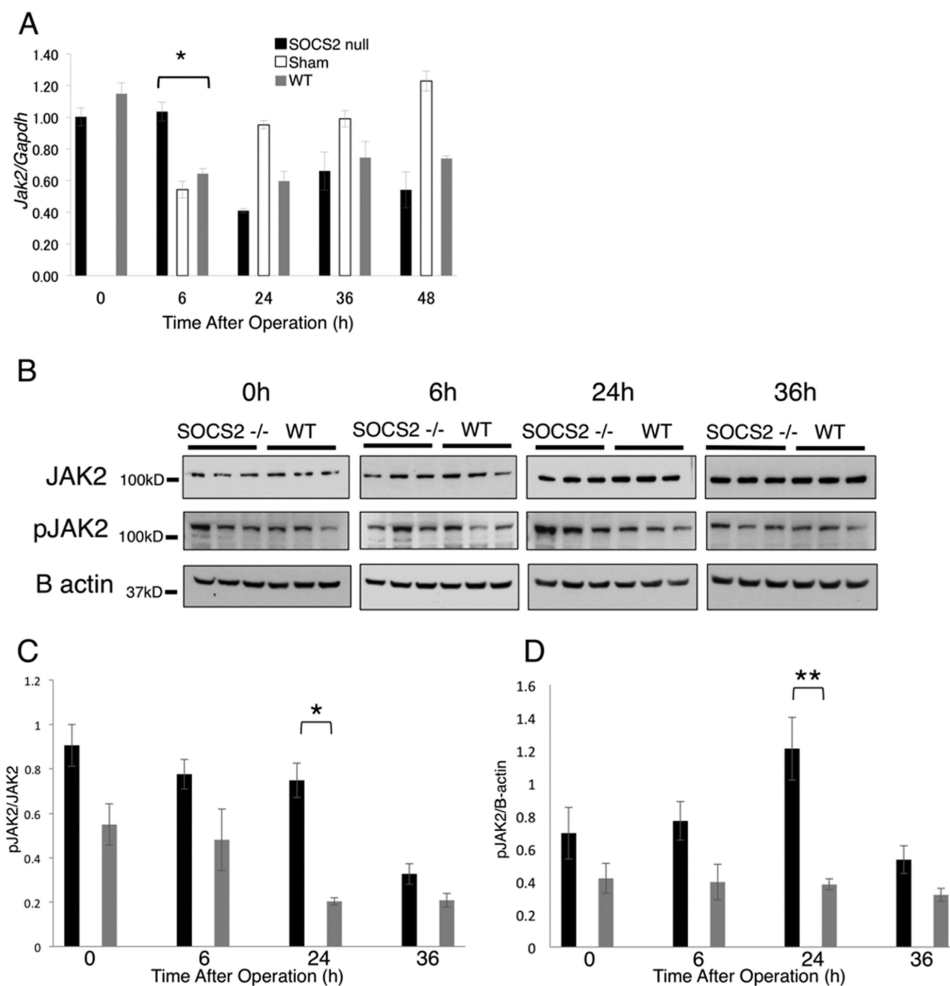 A
SOCS2 null
Sham
WT
*
1.40
1.20
1.00
0.80
0.60
0.40
0.20
0.00
Jak2/Gapdh
0 6 24 36 48
Time After Operation (h)
B
0h 6h 24h 36h
SOCS2 -/- WT SOCS2 -/- WT SOCS2 -/- WT SOCS2 -/- WT
JAK2 100kD
pJAK2 100kD
B actin 37kD
C
1.2
1
0.8
0.6
0.4
0.2
0
pJAK2/JAK2
*
0 6 24 36
Time After Operation (h)
D
1.6
1.4
1.2
1
0.8
0.6
0.4
0.2
0
pJAK2/B-actin
**
0 6 24 36
Time After Operation (h)